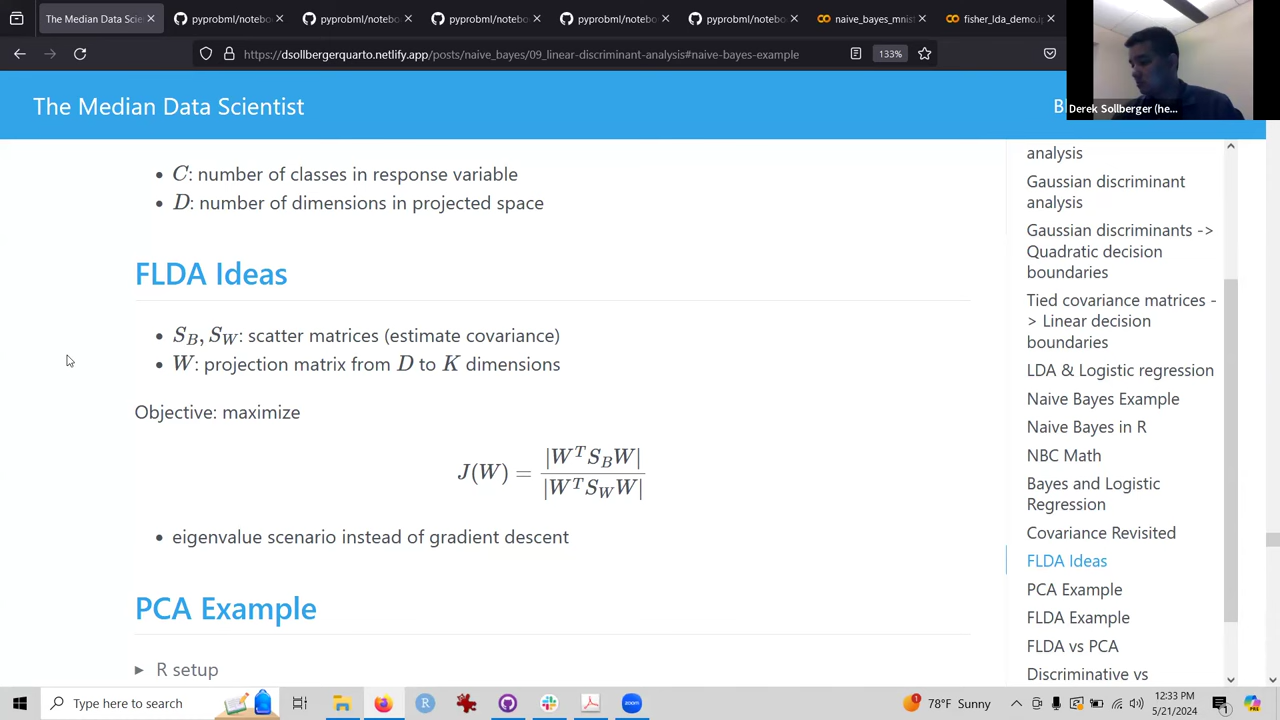 The Median Data Scientis
pyprobml/notebo
pyprobml/notebo
pyprobml/notebo
pyprobml/notebo
pyprobml/notebo
naive_bayes_mnist
fisher_lda_demo.ip
https://dsollbergerquarto.netlify.app/posts/naive_bayes/09_linear-discriminant-analysis#naive-bayes-example
133%
The Median Data Scientist
B
Derek Sollberger (he...
C: number of classes in response variable
D: number of dimensions in projected space
FLDA Ideas
S_B, S_W: scatter matrices (estimate covariance)
W: projection matrix from D to K dimensions
Objective: maximize
J(W) = |W^T S_B W| / |W^T S_W W|
eigenvalue scenario instead of gradient descent
PCA Example
R setup
analysis
Gaussian discriminant
analysis
Gaussian discriminants ->
Quadratic decision
boundaries
Tied covariance matrices -
> Linear decision
boundaries
LDA & Logistic regression
Naive Bayes Example
Naive Bayes in R
NBC Math
Bayes and Logistic
Regression
Covariance Revisited
FLDA Ideas
PCA Example
FLDA Example
FLDA vs PCA
Discriminative vs
Type here to search
R
1
78°F Sunny
12:33 PM
5/21/2024
1
PRE